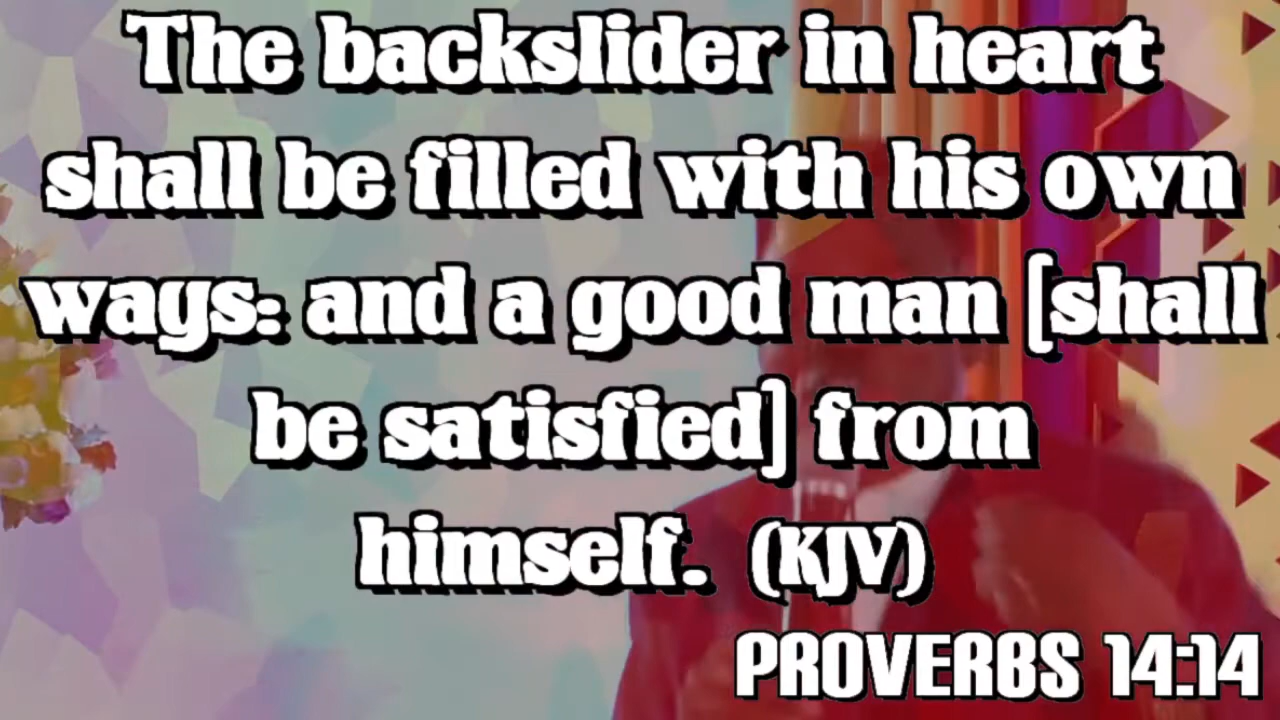 The backslider in heart
shall be filled with his own
ways: and a good man [shall
be satisfied] from
himself. (KJV)
PROVERBS 14:14